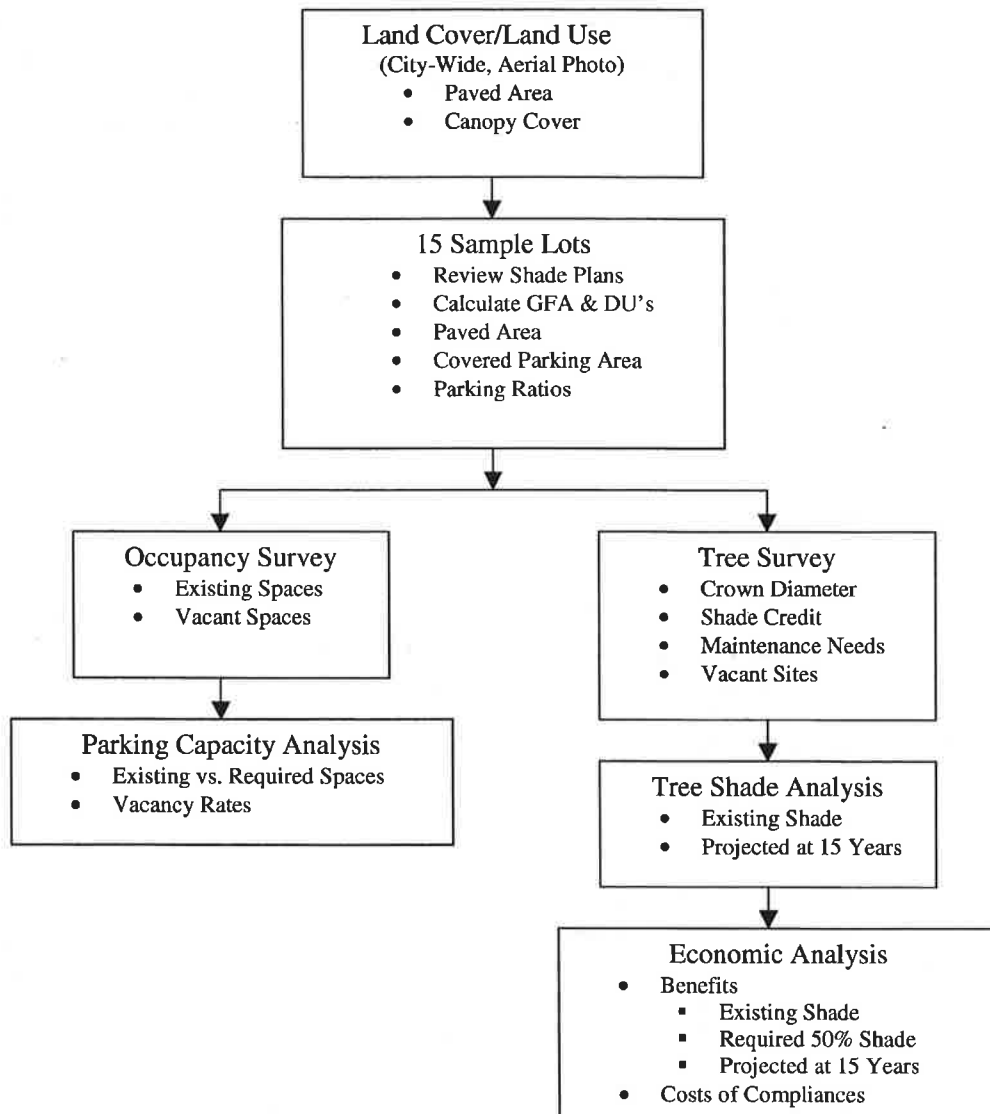 Land Cover/Land Use
(City-Wide, Aerial Photo)
• Paved Area
• Canopy Cover
15 Sample Lots
• Review Shade Plans
• Calculate GFA & DU's
• Paved Area
• Covered Parking Area
• Parking Ratios
Occupancy Survey
• Existing Spaces
• Vacant Spaces
Parking Capacity Analysis
• Existing vs. Required Spaces
• Vacancy Rates
Tree Survey
• Crown Diameter
• Shade Credit
• Maintenance Needs
• Vacant Sites
Tree Shade Analysis
• Existing Shade
• Projected at 15 Years
Economic Analysis
• Benefits
▪ Existing Shade
▪ Required 50% Shade
▪ Projected at 15 Years
• Costs of Compliances